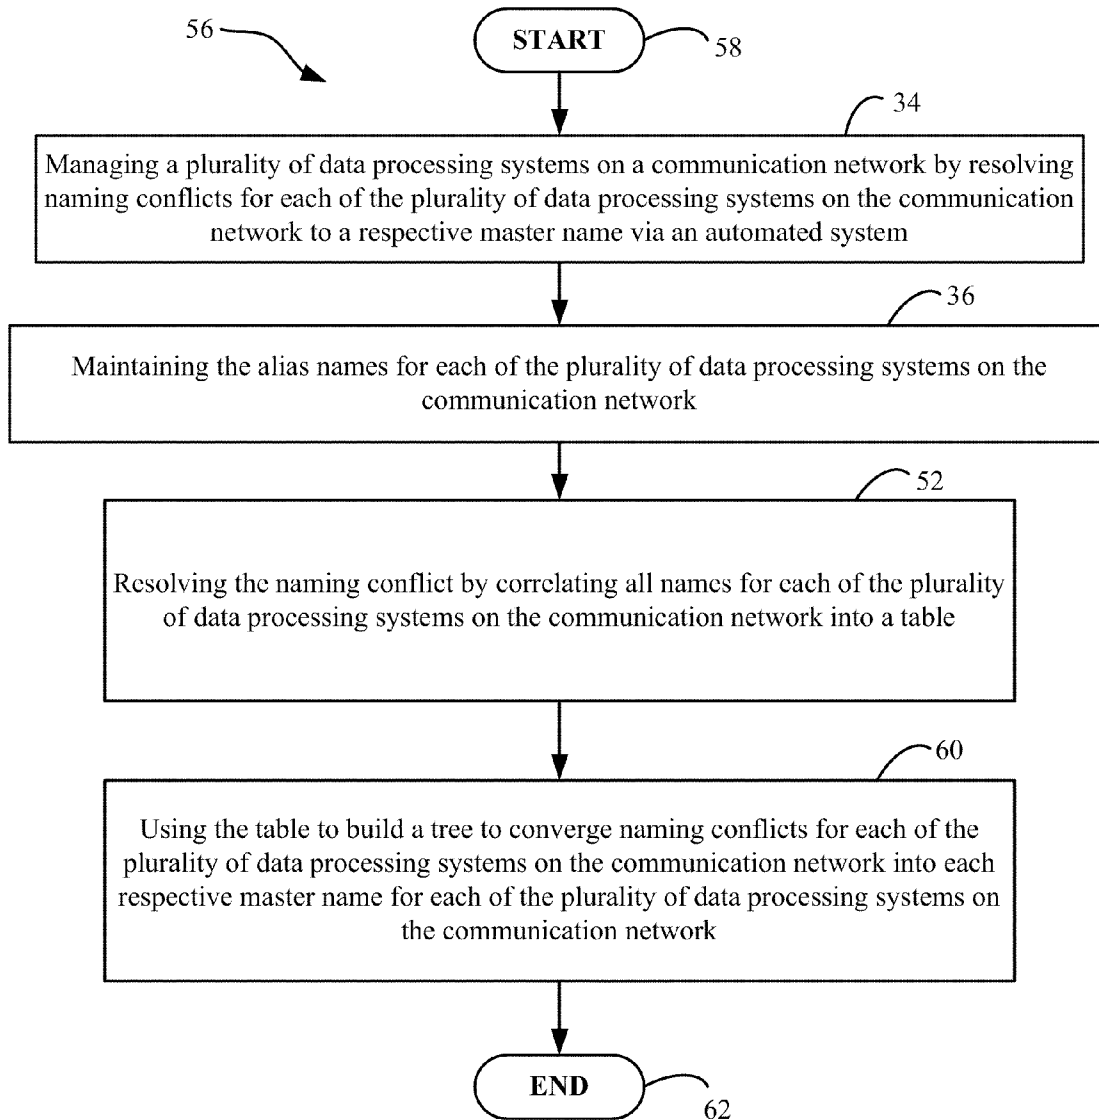 56
START
58
34
Managing a plurality of data processing systems on a communication network by resolving
naming conflicts for each of the plurality of data processing systems on the communication
network to a respective master name via an automated system
36
Maintaining the alias names for each of the plurality of data processing systems on the
communication network
52
Resolving the naming conflict by correlating all names for each of the plurality
of data processing systems on the communication network into a table
60
Using the table to build a tree to converge naming conflicts for each of the
plurality of data processing systems on the communication network into each
respective master name for each of the plurality of data processing systems on
the communication network
END
62